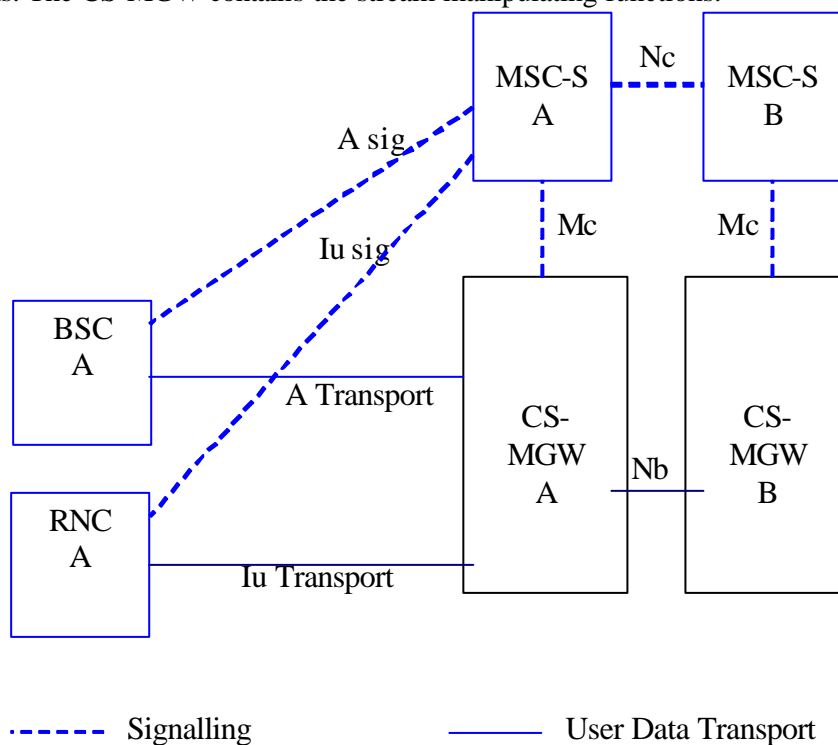 s. The CS-MGW contains the stream manipulating functions.
MSC-S
A
Nc
MSC-S
B
A sig
Iu sig
Mc
Mc
BSC
A
A Transport
CS-
MGW
A
Nb
CS-
MGW
B
RNC
A
Iu Transport
Signalling
User Data Transport